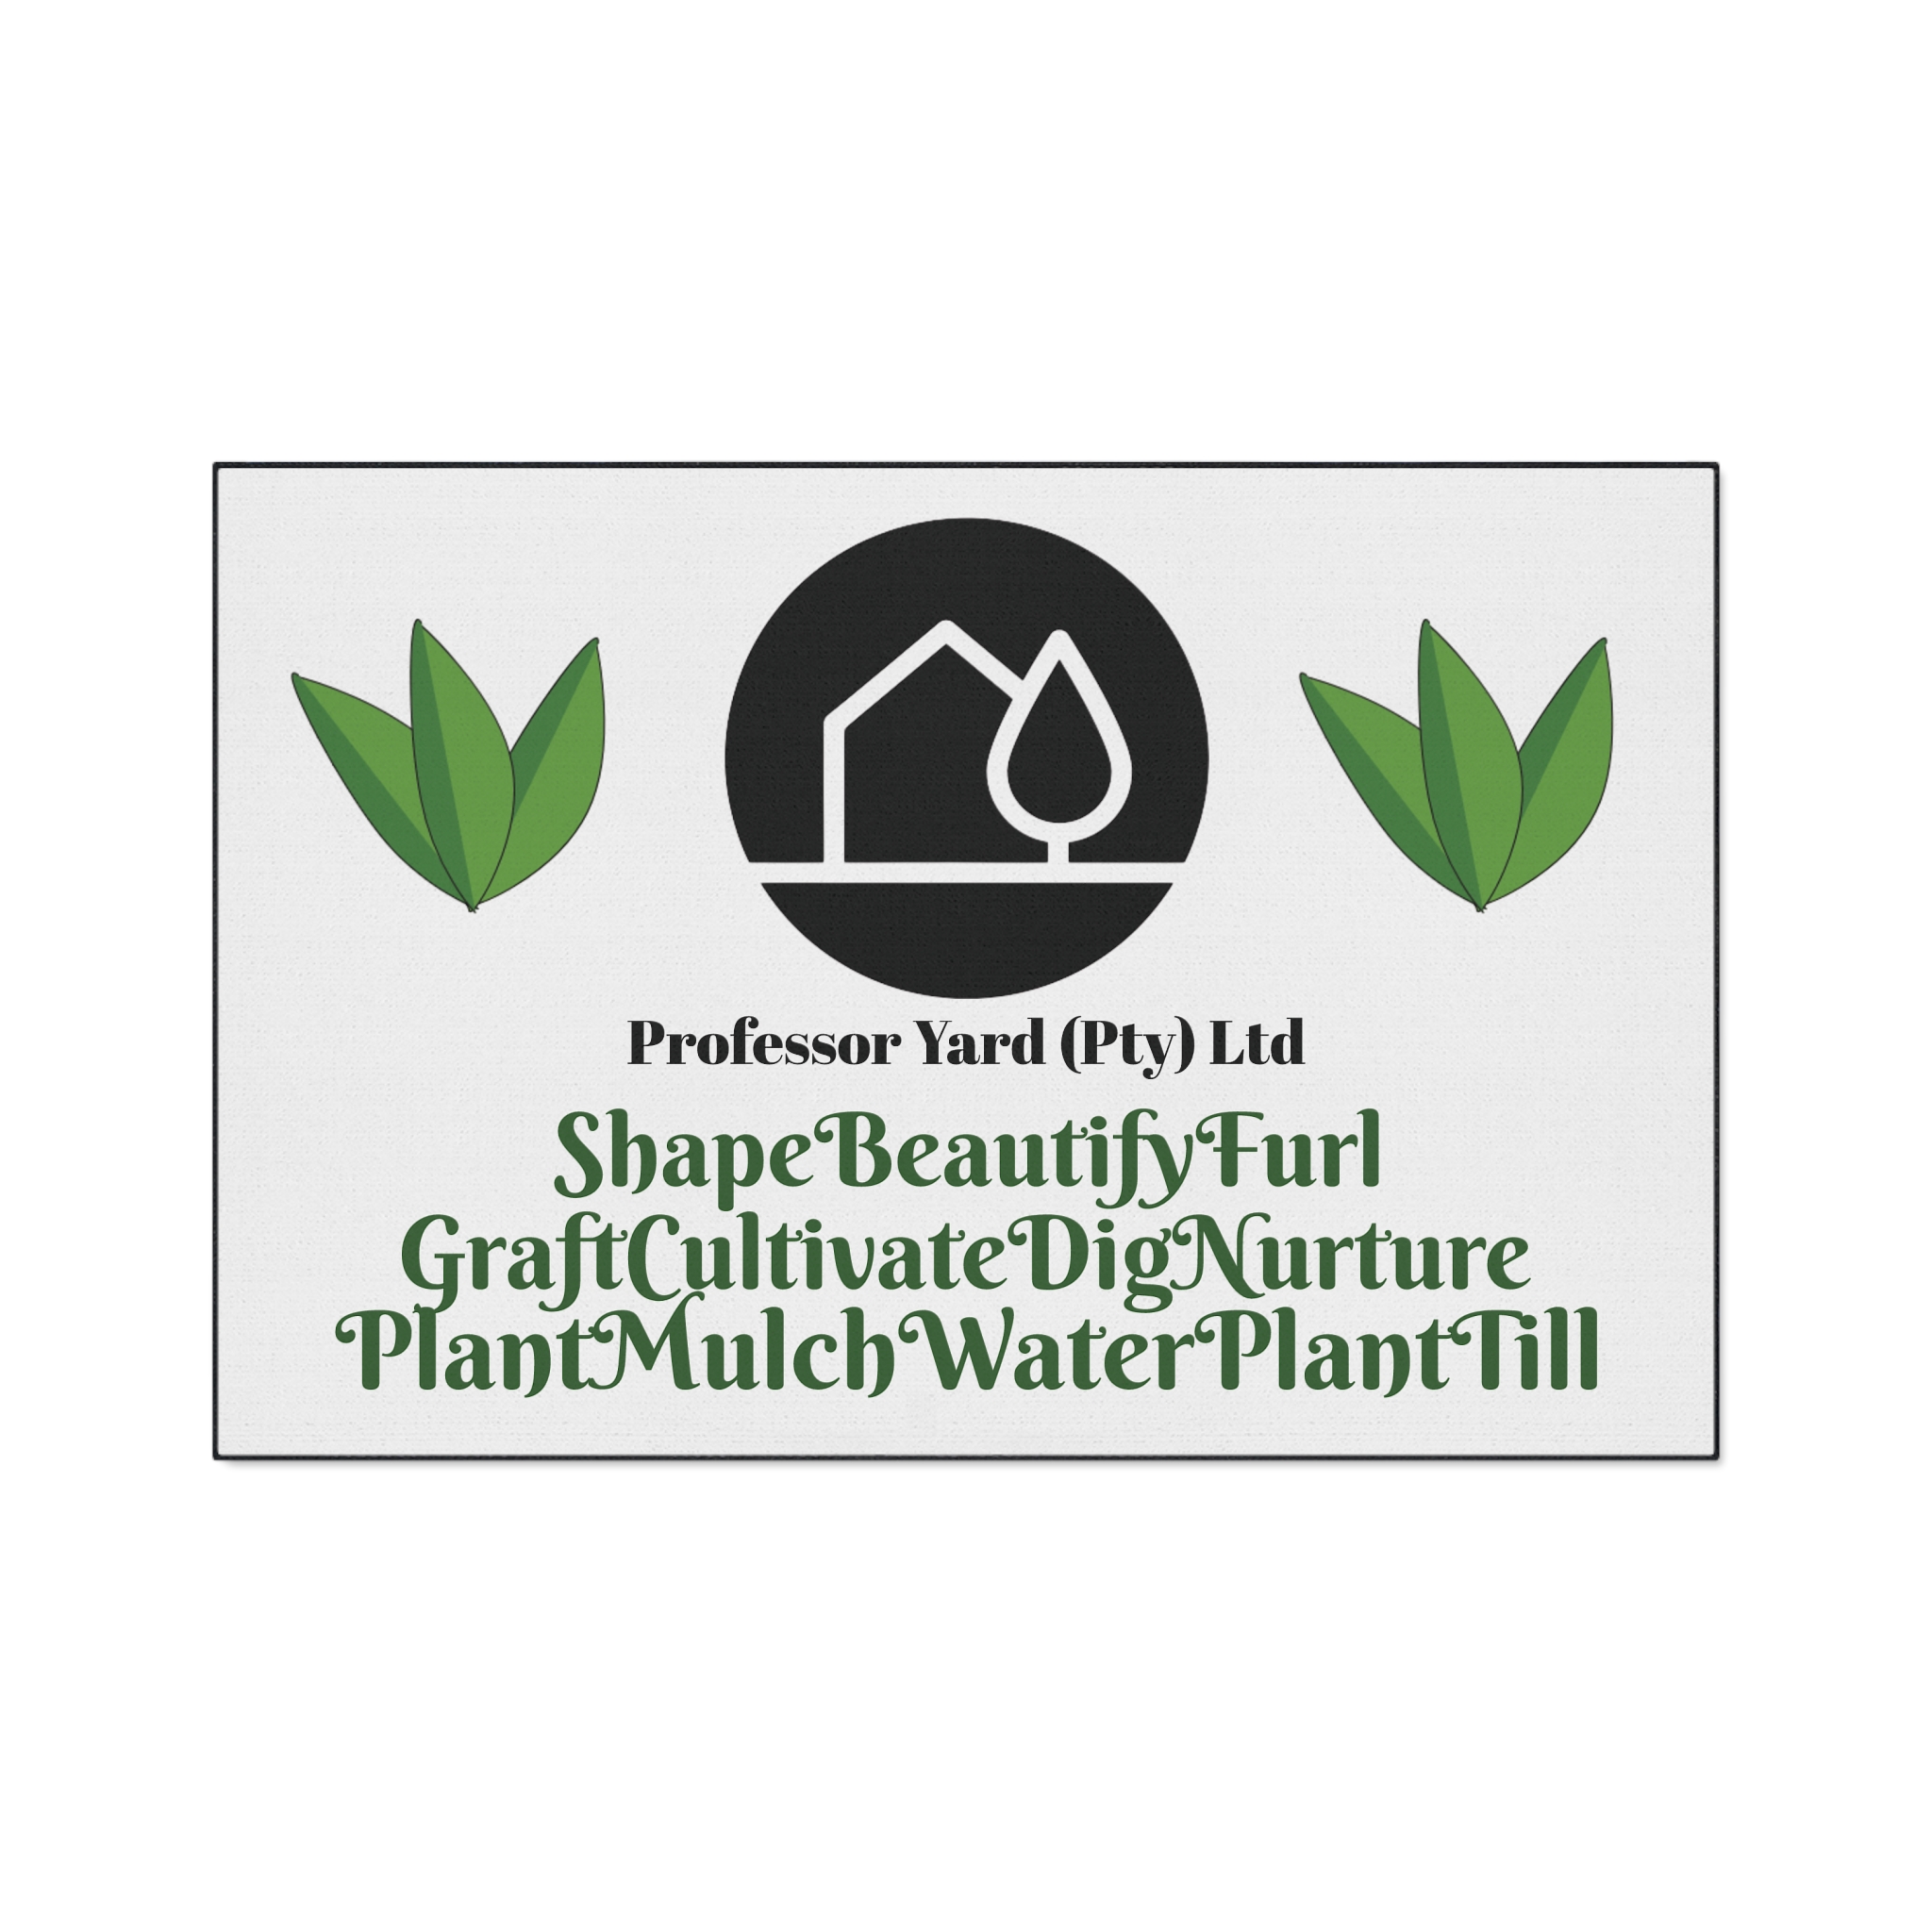 Professor Yard (Pty) Ltd
ShapeBeautifyFurl
GraftCultivateDigNurture
PlantMulchWaterPlantTill